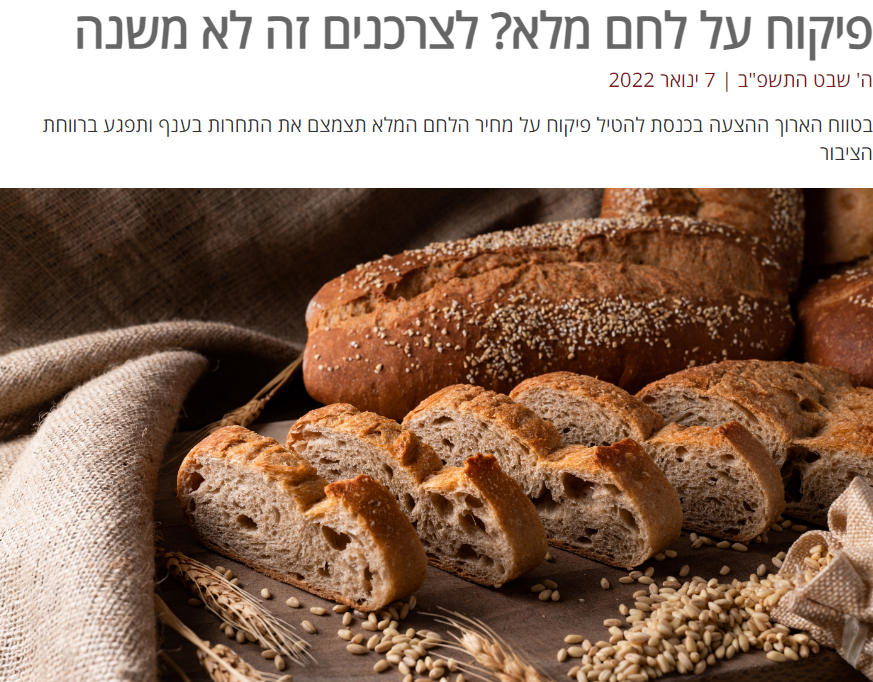 פיקוח על לחם מלא? לצרכנים זה לא משנה
ה' שבט התשפ"ב | 7 ינואר 2022
בטווח הארוך ההצעה בכנסת להטיל פיקוח על מחיר הלחם המלא תצמצם את התחרות בענף ותפגע ברווחת
הציבור